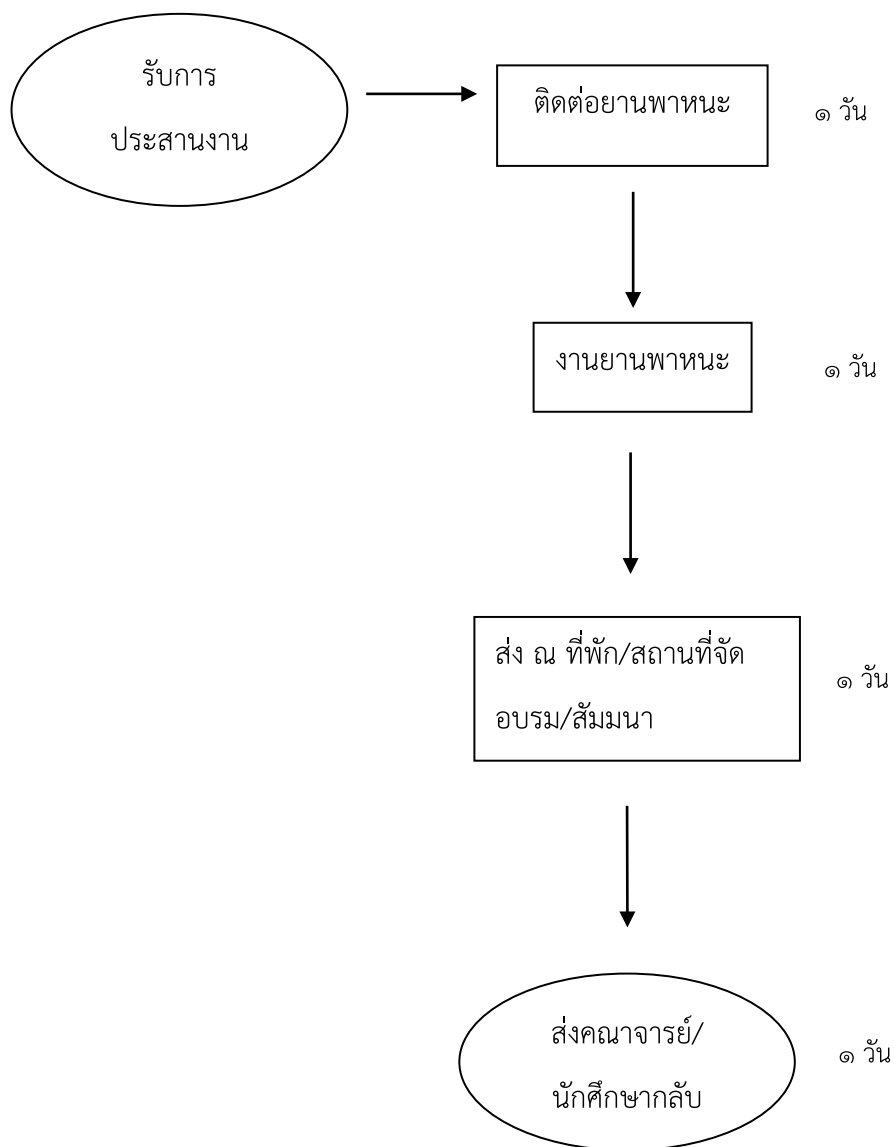 รับการ
ประสานงาน
ติดต่อยานพาหนะ
๑ วัน
งานยานพาหนะ
๑ วัน
ส่ง ณ ที่พัก/สถานที่จัด
อบรม/สัมมนา
๑ วัน
ส่งคณาจารย์/
นักศึกษากลับ
๑ วัน